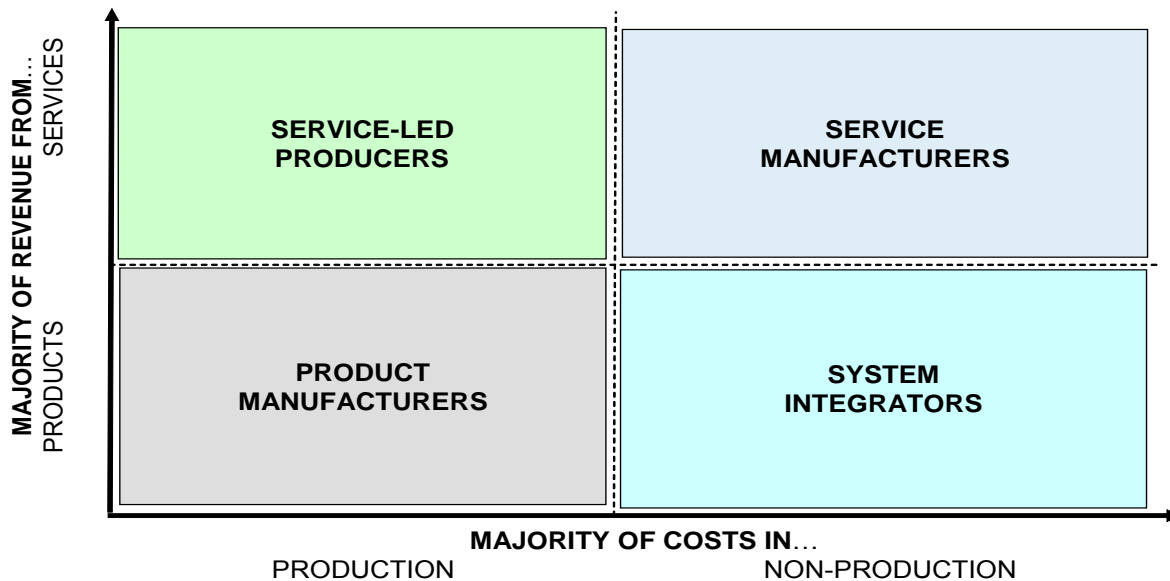 MAJORITY OF REVENUE FROM…
SERVICES
PRODUCTS
SERVICE-LED
PRODUCERS
SERVICE
MANUFACTURERS
PRODUCT
MANUFACTURERS
SYSTEM
INTEGRATORS
MAJORITY OF COSTS IN…
PRODUCTION
NON-PRODUCTION